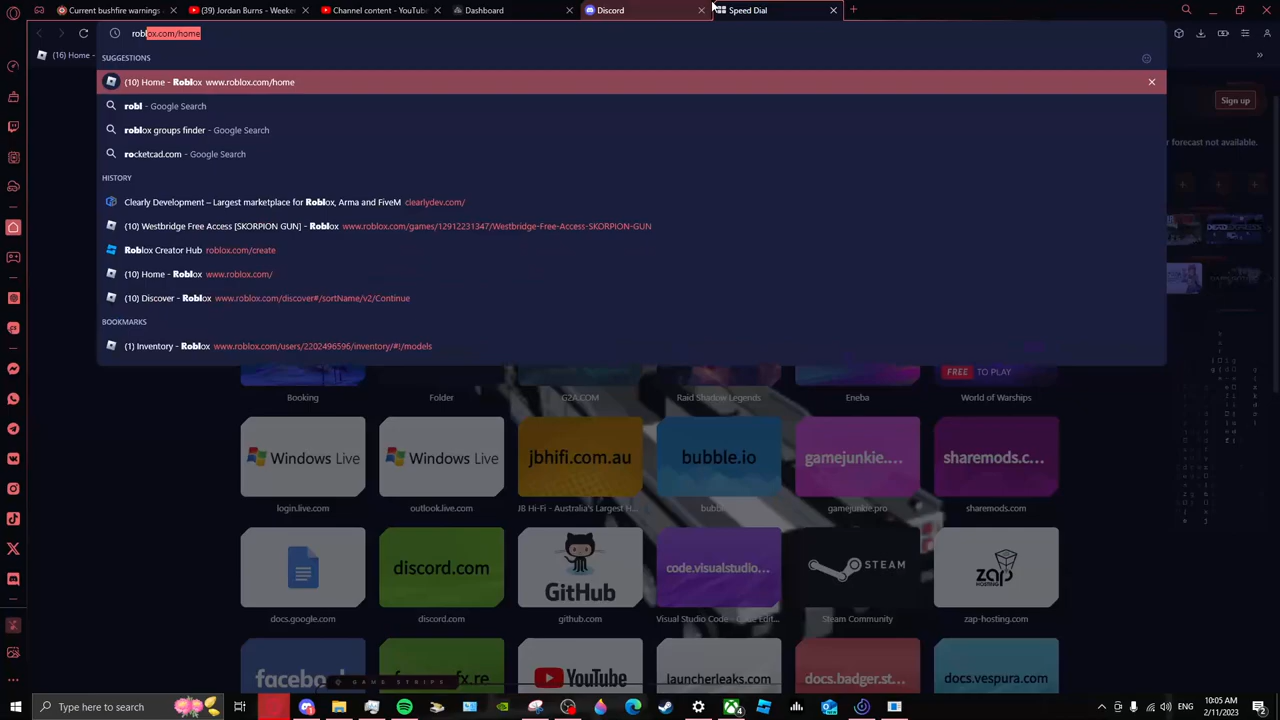 Current bushfire warnings
(39) Jordan Burns - Weeker
Channel content - YouTub
Dashboard
Discord
Speed Dial
roblox.com/home
(16) Home -
SUGGESTIONS
(10) Home - Roblox www.roblox.com/home
robl - Google Search
Sign up
roblox groups finder - Google Search
forecast not available.
rocketcad.com - Google Search
HISTORY
Clearly Development – Largest marketplace for Roblox, Arma and FiveM clearlydev.com/
(10) Westbridge Free Access [SKORPION GUN] - Roblox www.roblox.com/games/12912231347/Westbridge-Free-Access-SKORPION-GUN
Roblox Creator Hub roblox.com/create
(10) Home - Roblox www.roblox.com/
(10) Discover - Roblox www.roblox.com/discover#/sortName/v2/Continue
BOOKMARKS
(1) Inventory - Roblox www.roblox.com/users/2202496596/inventory/#!/models
FREE TO PLAY
Booking
Folder
G2A.COM
Raid Shadow Legends
Eneba
World of Warships
Windows Live
Windows Live
jbhifi.com.au
bubble.io
gamejunkie....
sharemods.c...
login.live.com
outlook.live.com
JB Hi-Fi - Australia's Largest H...
gamejunkie.pro
sharemods.com
discord.com
GitHub
code.visualstudio...
STEAM
ZAP
HOSTING
docs.google.com
discord.com
github.com
Visual Studio Code - Code Edit...
Steam Community
zap-hosting.com
facebook
YouTube
launcherleaks.com
docs.badger.st...
docs.vespura.com
GAME STRIPE
Type here to search
4
10:05 AM
2/11/2023